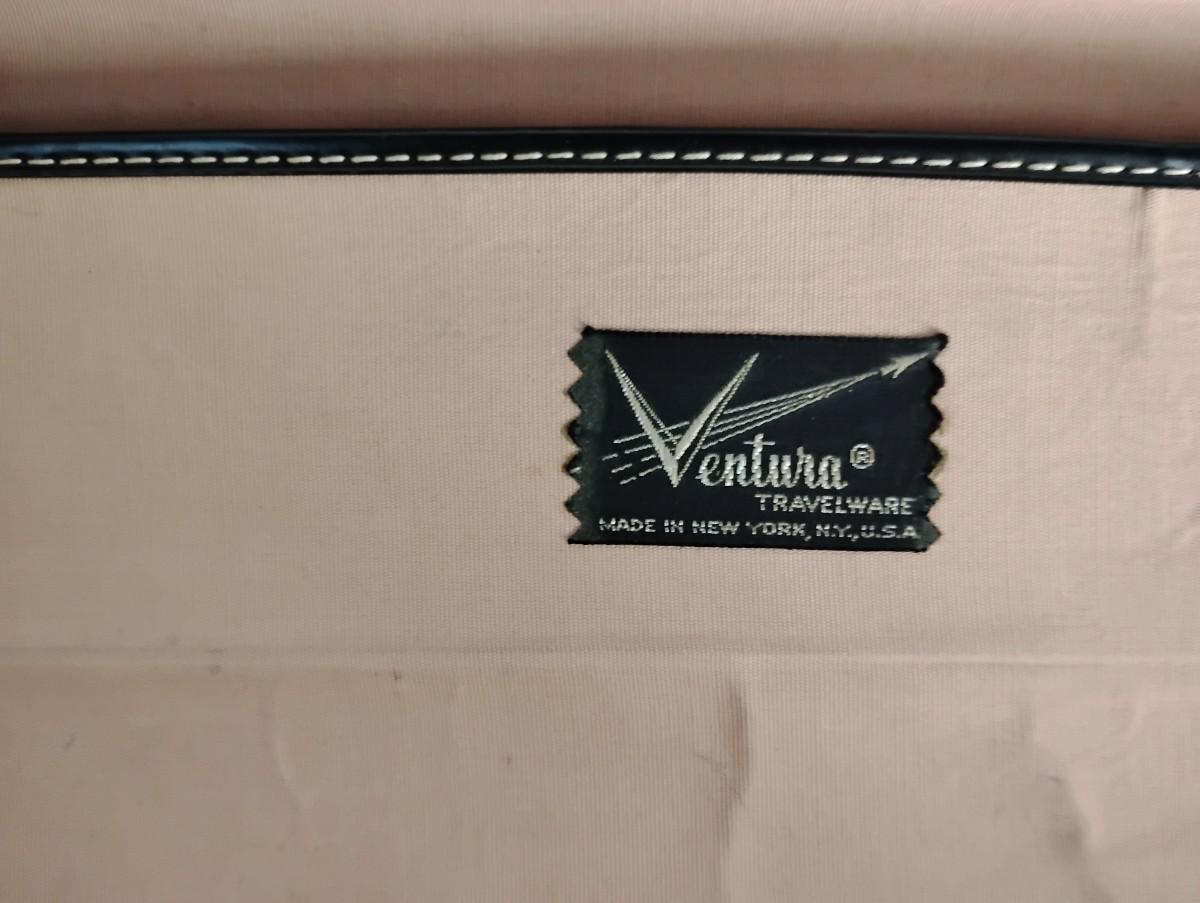 Ventura®
TRAVELWARE
MADE IN NEW YORK, N.Y., U.S.A